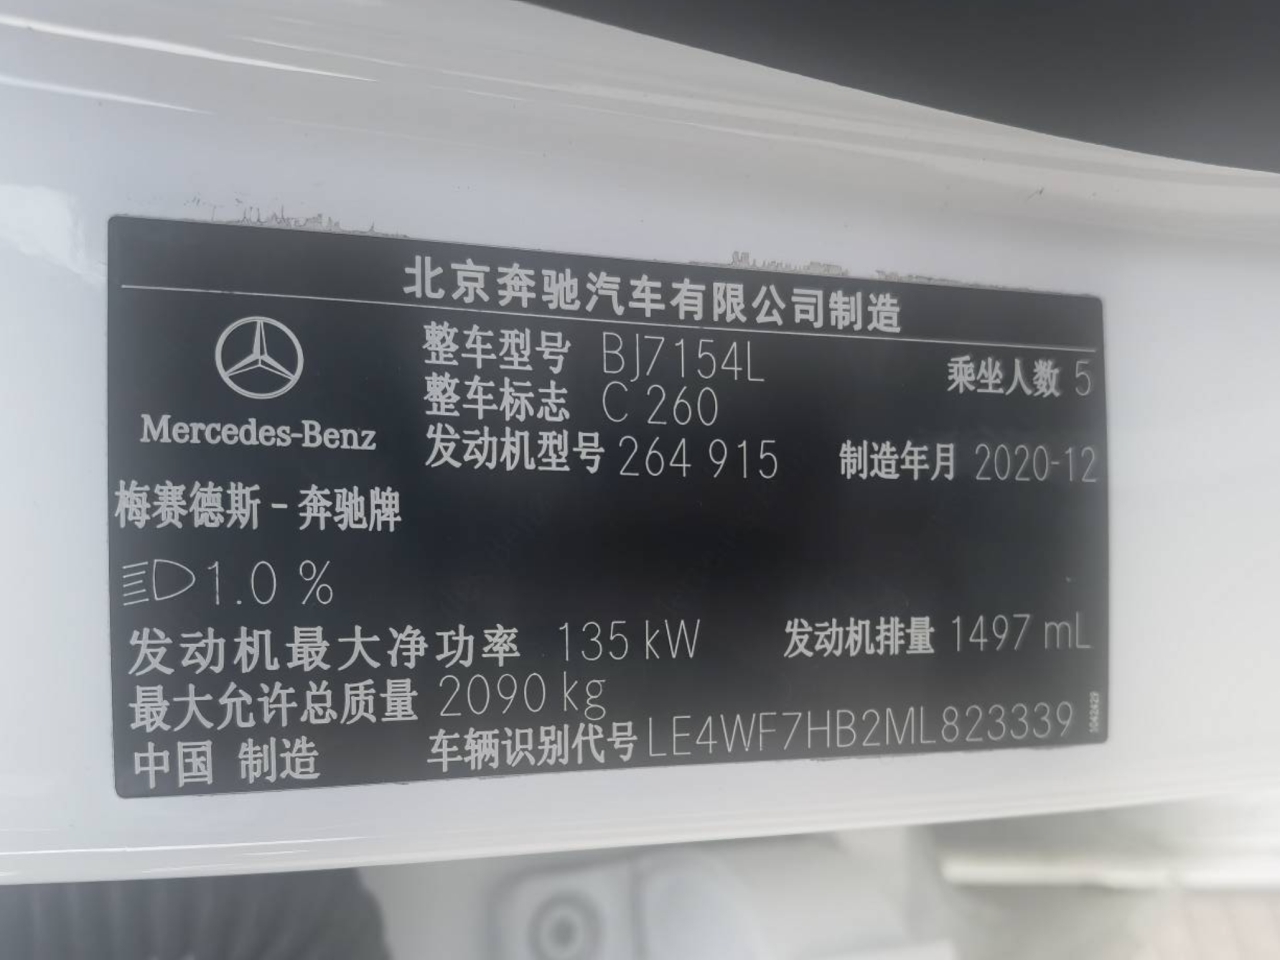 北京奔驰汽车有限公司制造
整车型号 BJ7154L 乘坐人数 5
整车标志 C 260
Mercedes-Benz
发动机型号 264 915 制造年月 2020-12
梅赛德斯-奔驰牌
1.0 %
发动机最大净功率 135 kW 发动机排量 1497 mL
最大允许总质量 2090 kg
中国 制造 车辆识别代号 LE4WF7HB2ML823339
1042429